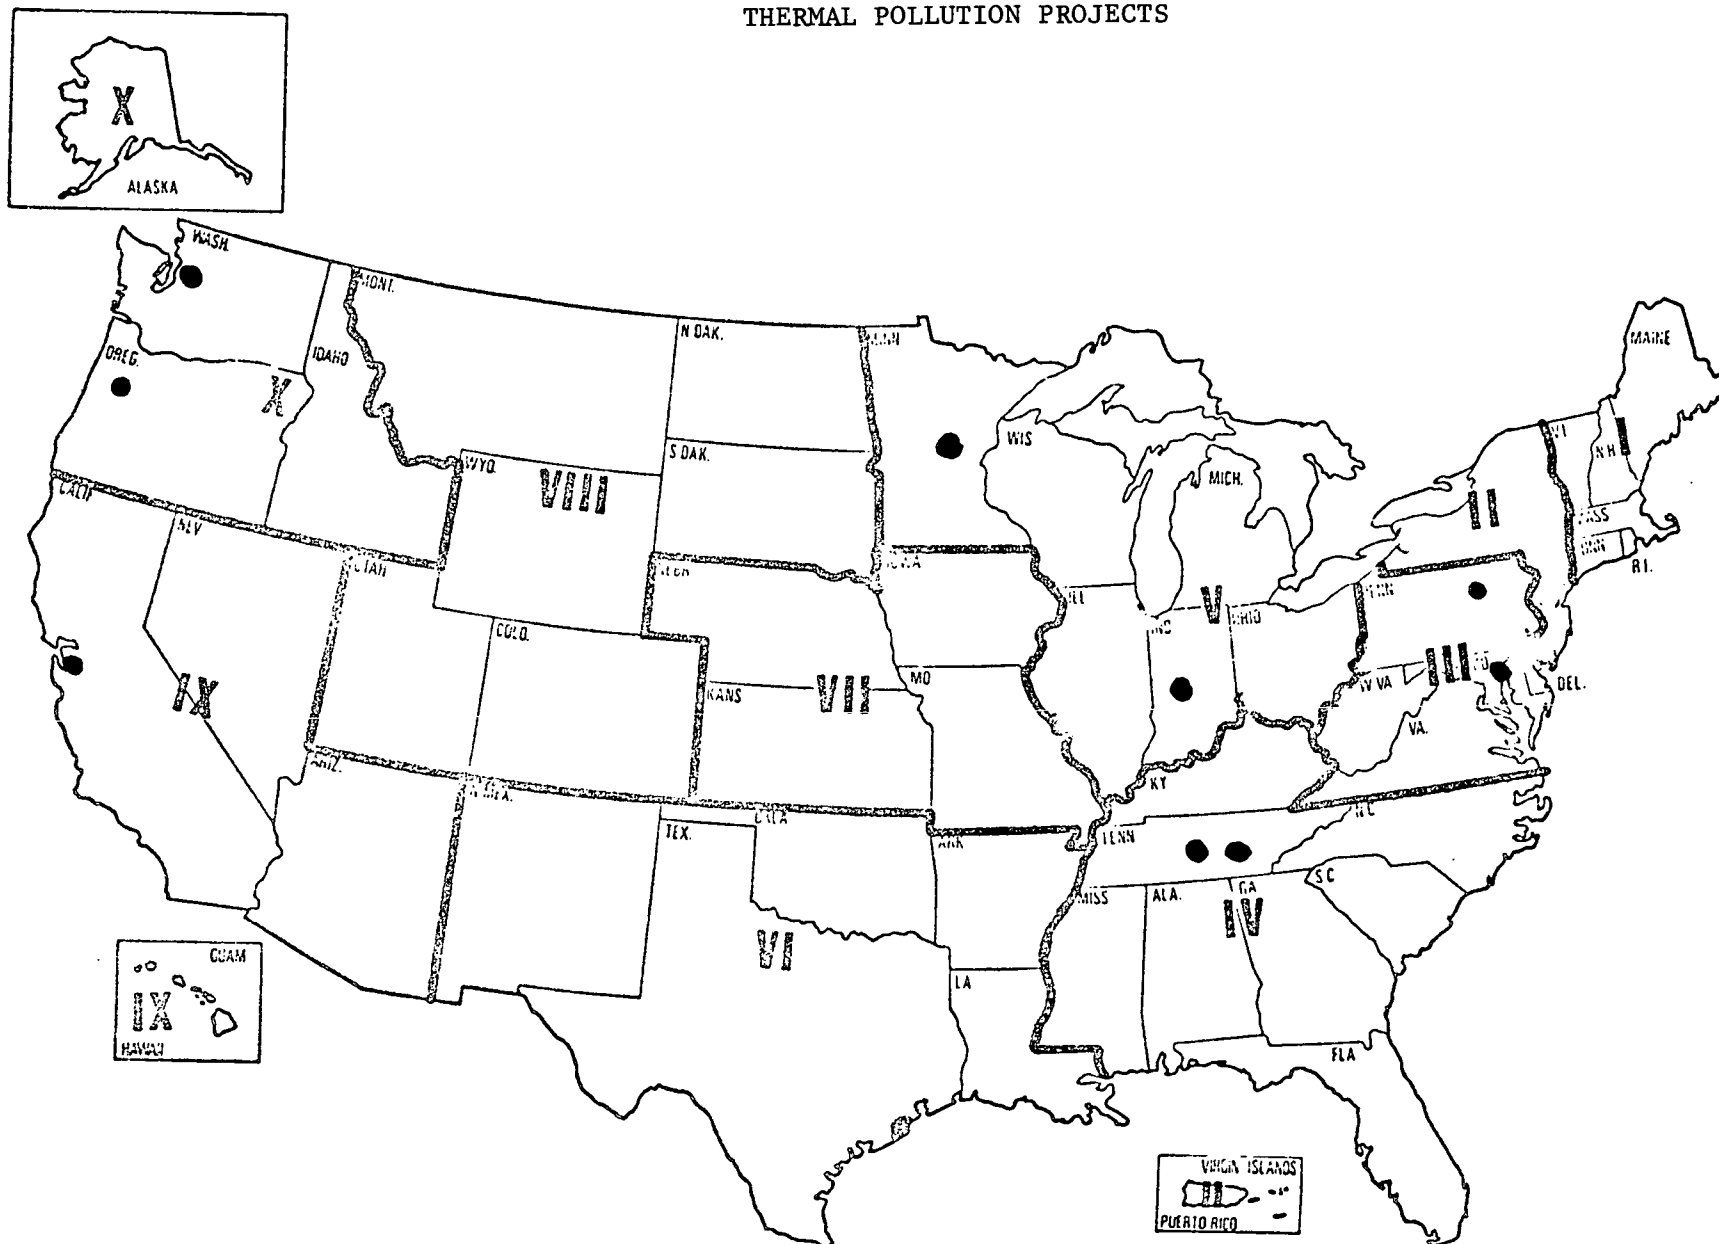 THERMAL POLLUTION PROJECTS
X
ALASKA
WASH.
MONT.
N DAK.
MINN
MAINE
OREG.
IDAHO
X
WIS
VT
NH
I
S DAK.
WYO.
VIII
MICH.
II
CALIF
NEV
MASS
CONN
R.I.
UTAH
NEBR
IOWA
ILL
V
PENN
IND
OHIO
COLO.
III
MD
IX
KANS
VII
MO
W VA
DEL.
VA.
ARIZ.
KY
N MEX.
OKLA
TEX.
ARK
TENN
N C
S C
MISS
ALA.
GA
IV
VI
GUAM
IX
HAWAII
LA
FLA
VIRGIN ISLANDS
II
PUERTO RICO